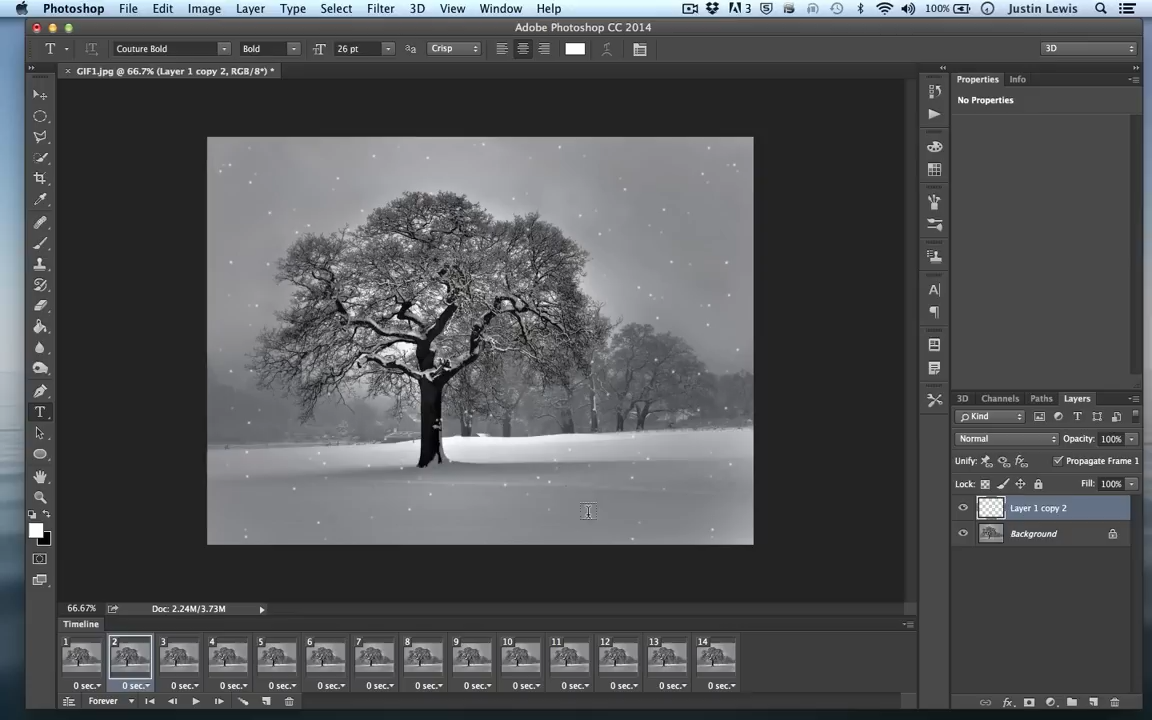 Photoshop File Edit Image Layer Type Select Filter 3D View Window Help 3 100% Justin Lewis
Adobe Photoshop CC 2014
T Couture Bold Bold 26 pt Crisp 3D
× GIF1.jpg @ 66.7% (Layer 1 copy 2, RGB/8*) *
Properties Info
No Properties
3D Channels Paths Layers
Kind
Normal Opacity: 100%
Unify: Propagate Frame 1
Lock: Fill: 100%
Layer 1 copy 2
Background
66.67% Doc: 2.24M/3.73M
Timeline
1 2 3 4 5 6 7 8 9 10 11 12 13 14
0 sec. 0 sec. 0 sec. 0 sec. 0 sec. 0 sec. 0 sec. 0 sec. 0 sec. 0 sec. 0 sec. 0 sec. 0 sec. 0 sec.
Forever